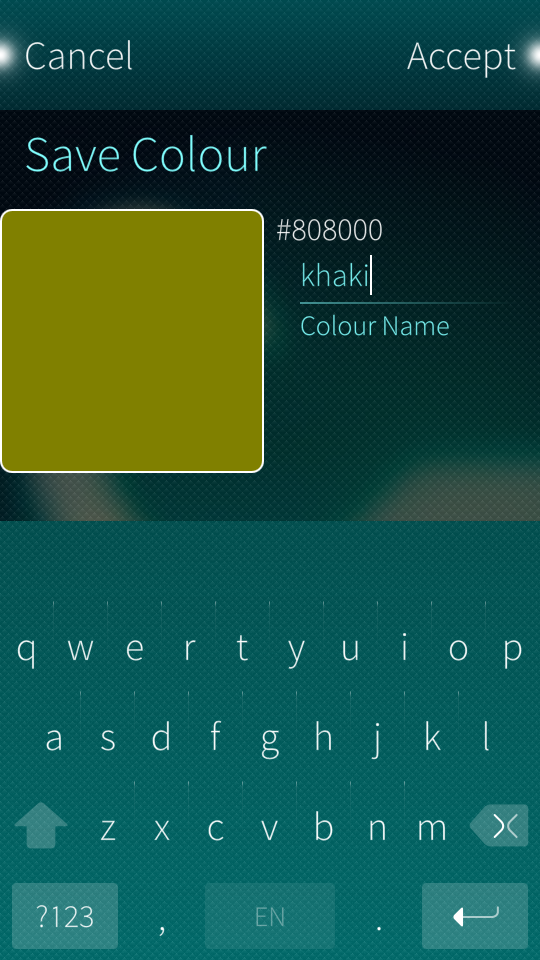 Cancel Accept
Save Colour
#808000
khaki
Colour Name
q w e r t y u i o p
a s d f g h j k l
z x c v b n m
?123 , EN .